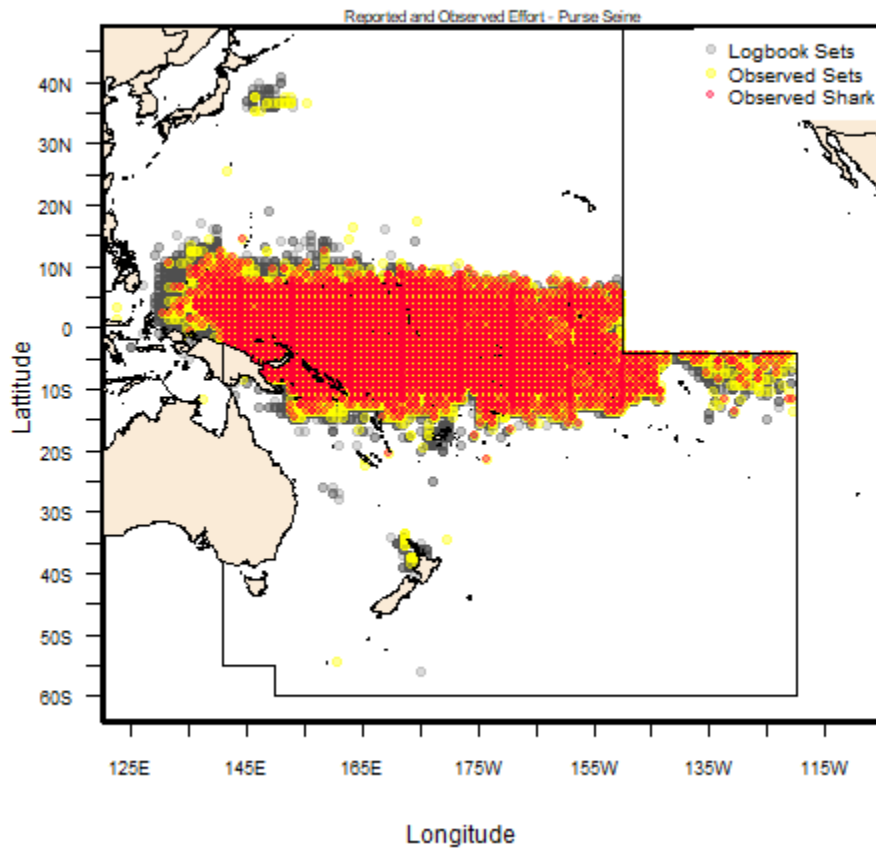 Reported and Observed Effort - Purse Seine
Logbook Sets
Observed Sets
Observed Shark
40N
30N
20N
10N
0
10S
20S
30S
40S
50S
60S
Lattitude
125E 145E 165E 175W 155W 135W 115W
Longitude